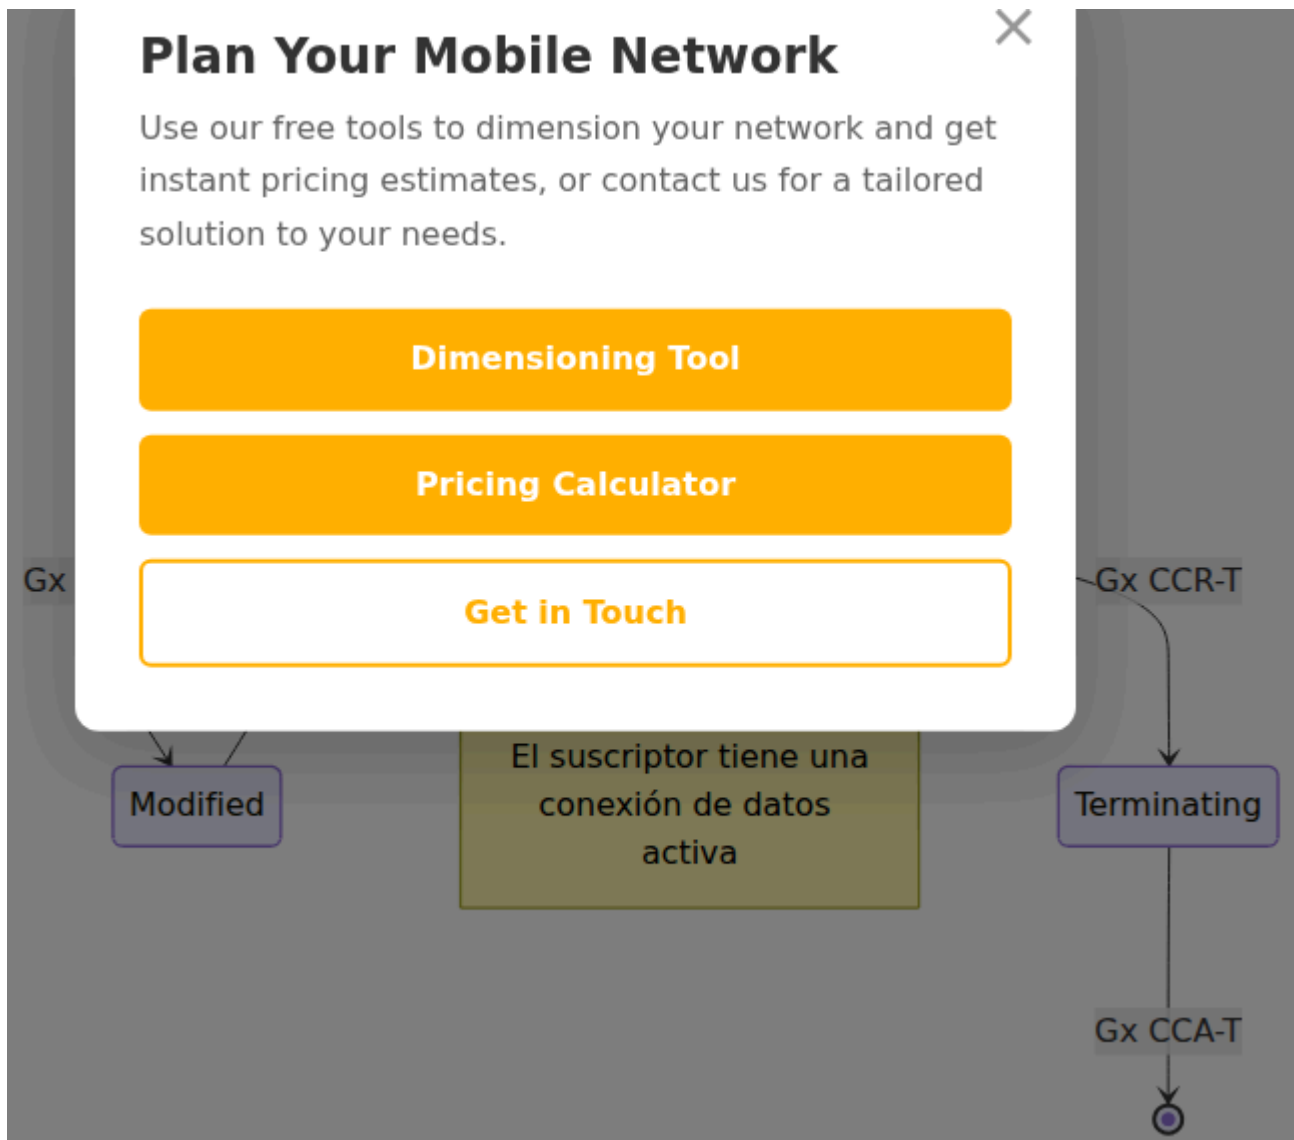 Plan Your Mobile Network
Use our free tools to dimension your network and get
instant pricing estimates, or contact us for a tailored
solution to your needs.
Dimensioning Tool
Pricing Calculator
Get in Touch
Gx
Gx CCR-T
El suscriptor tiene una
conexión de datos
activa
Modified
Terminating
Gx CCA-T